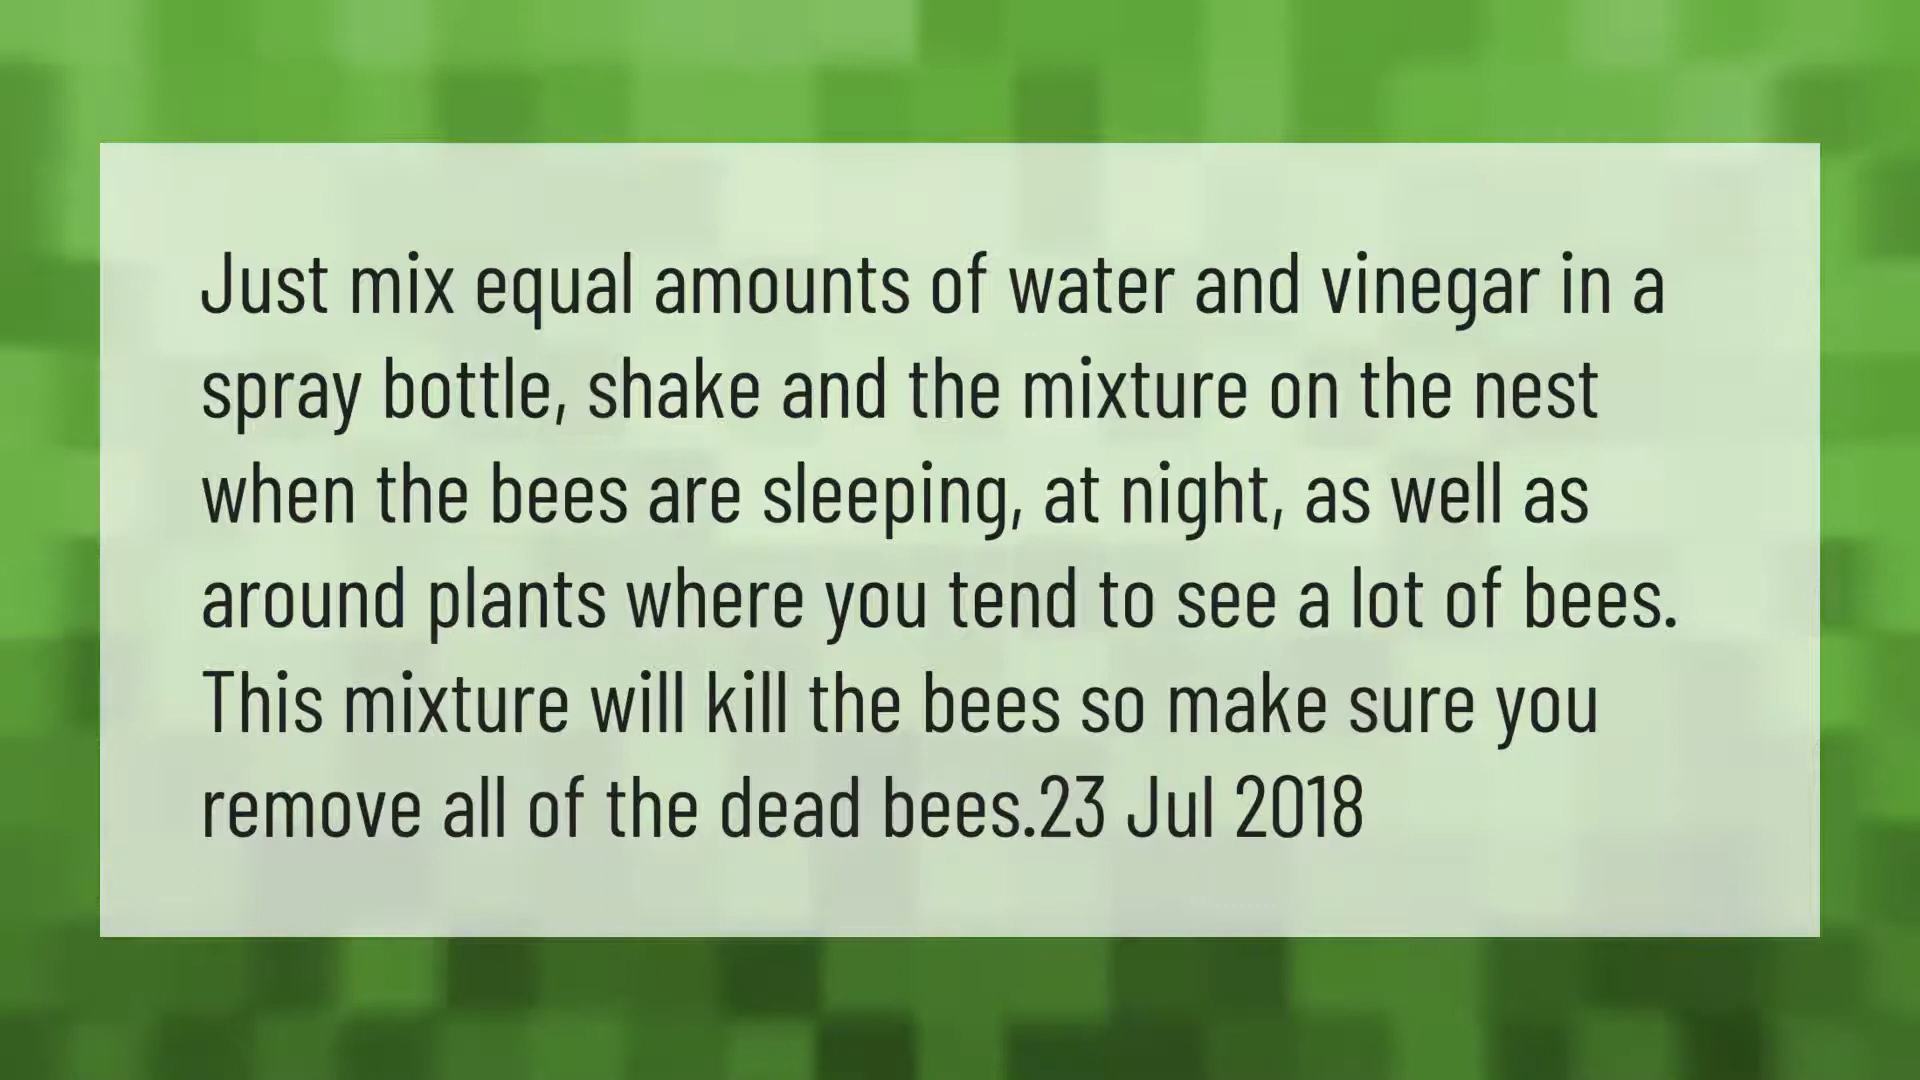 Just mix equal amounts of water and vinegar in a
spray bottle, shake and the mixture on the nest
when the bees are sleeping, at night, as well as
around plants where you tend to see a lot of bees.
This mixture will kill the bees so make sure you
remove all of the dead bees.23 Jul 2018